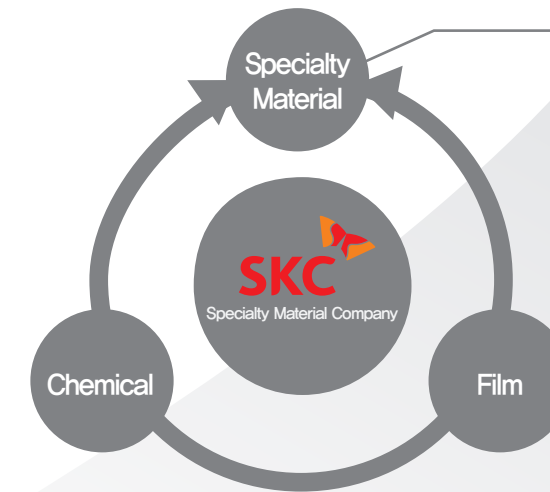 Specialty
Material
SKC
Specialty Material Company
Chemical
Film